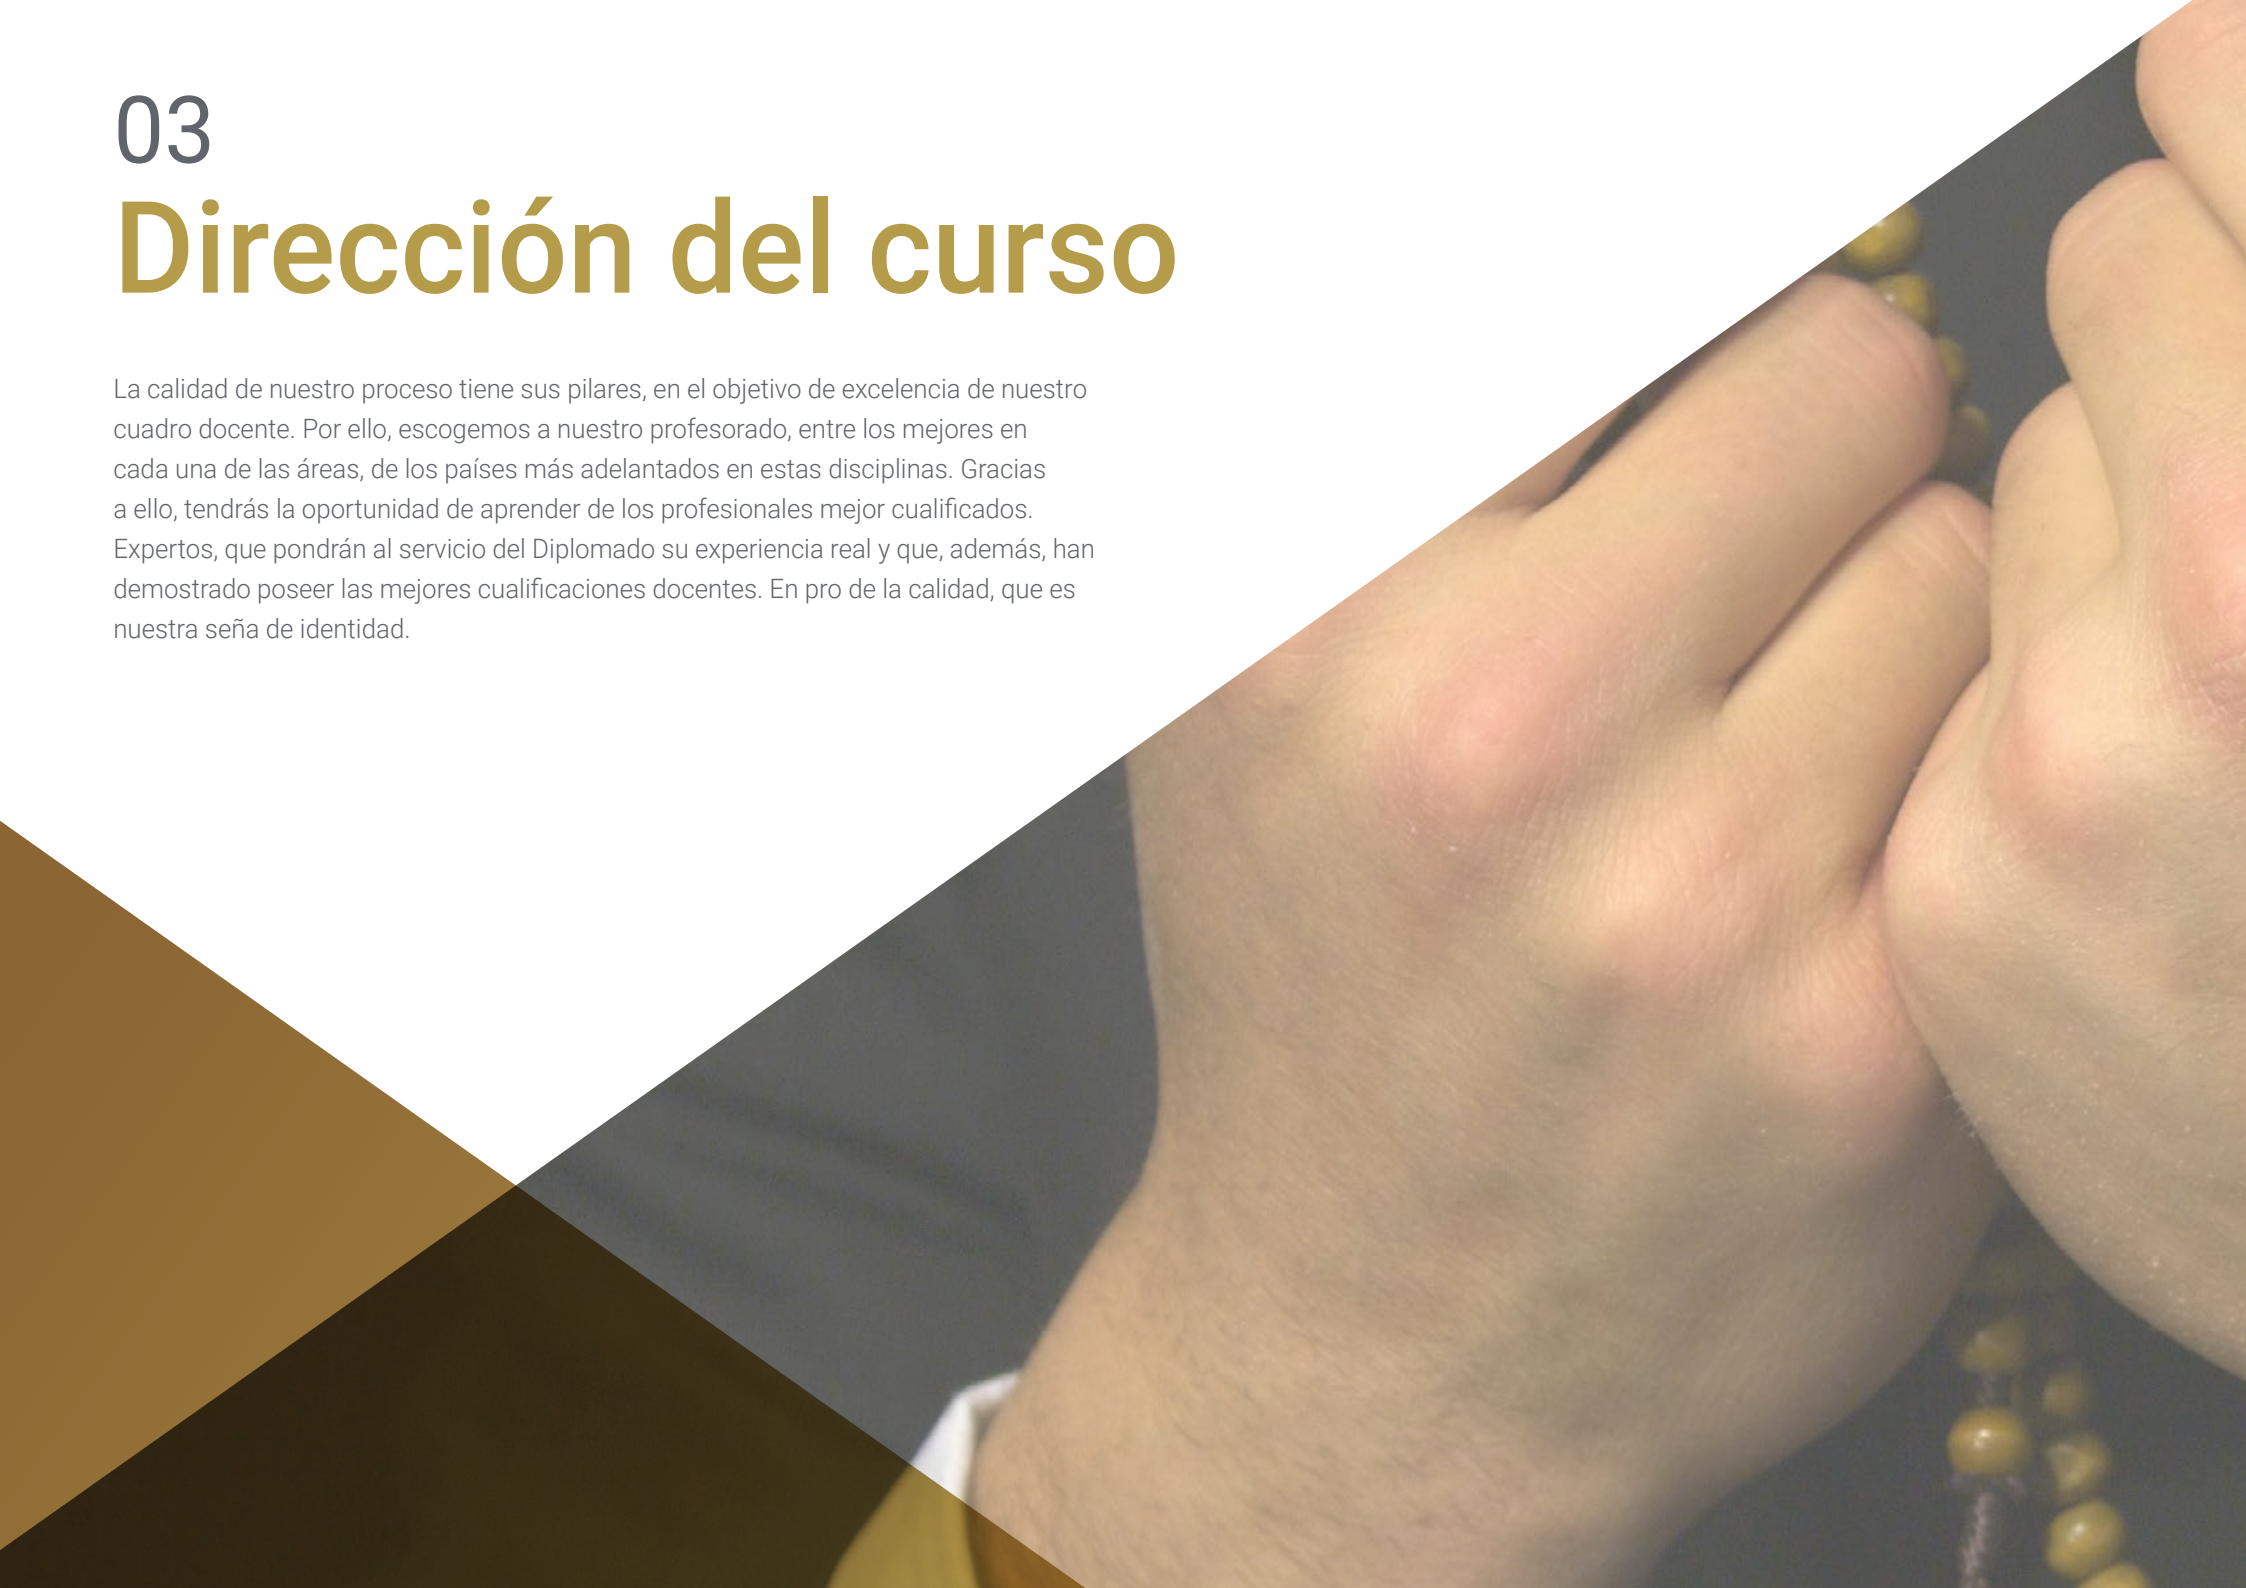 03
Dirección del curso
La calidad de nuestro proceso tiene sus pilares, en el objetivo de excelencia de nuestro
cuadro docente. Por ello, escogemos a nuestro profesorado, entre los mejores en
cada una de las áreas, de los países más adelantados en estas disciplinas. Gracias
a ello, tendrás la oportunidad de aprender de los profesionales mejor cualificados.
Expertos, que pondrán al servicio del Diplomado su experiencia real y que, además, han
demostrado poseer las mejores cualificaciones docentes. En pro de la calidad, que es
nuestra seña de identidad.